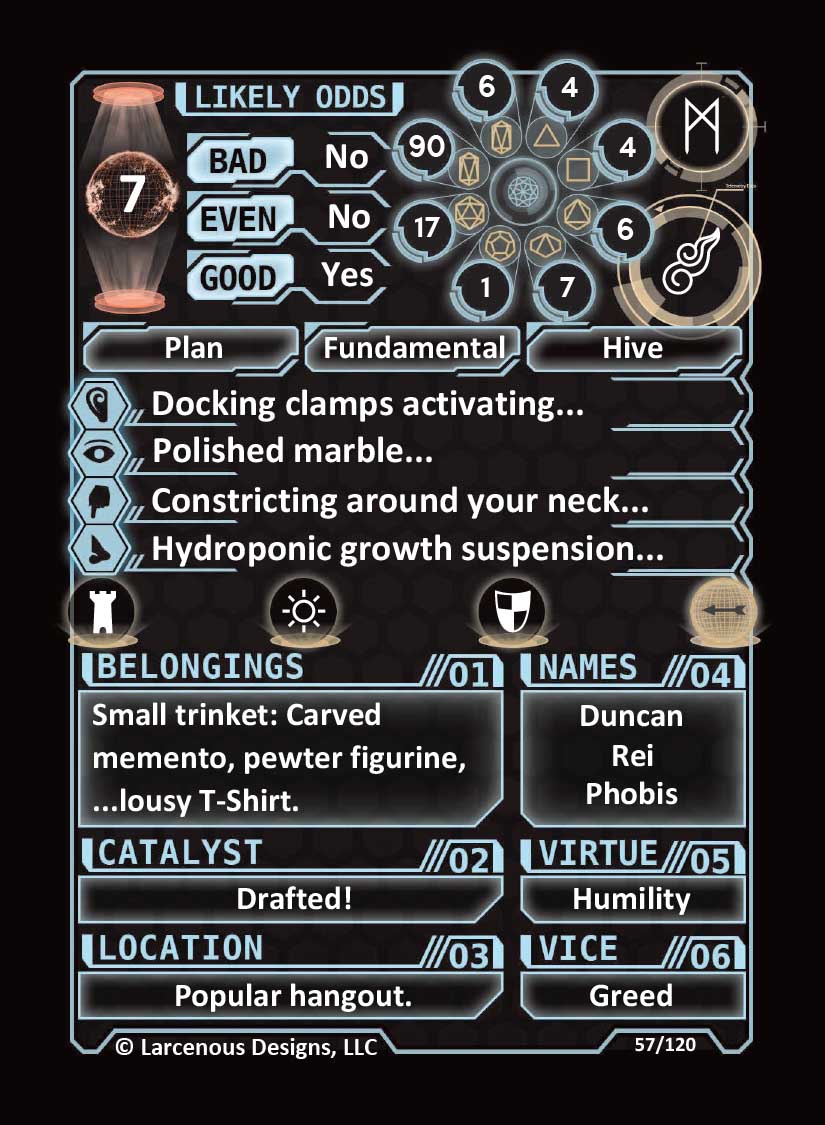 LIKELY ODDS
7
BAD No
EVEN No
GOOD Yes
6
4
90
4
17
6
1
7
Plan
Fundamental
Hive
Docking clamps activating...
Polished marble...
Constricting around your neck...
Hydroponic growth suspension...
BELONGINGS ///01
Small trinket: Carved
memento, pewter figurine,
...lousy T-Shirt.
NAMES ///04
Duncan
Rei
Phobis
CATALYST ///02
Drafted!
VIRTUE ///05
Humility
LOCATION ///03
Popular hangout.
VICE ///06
Greed
© Larcenous Designs, LLC
57/120